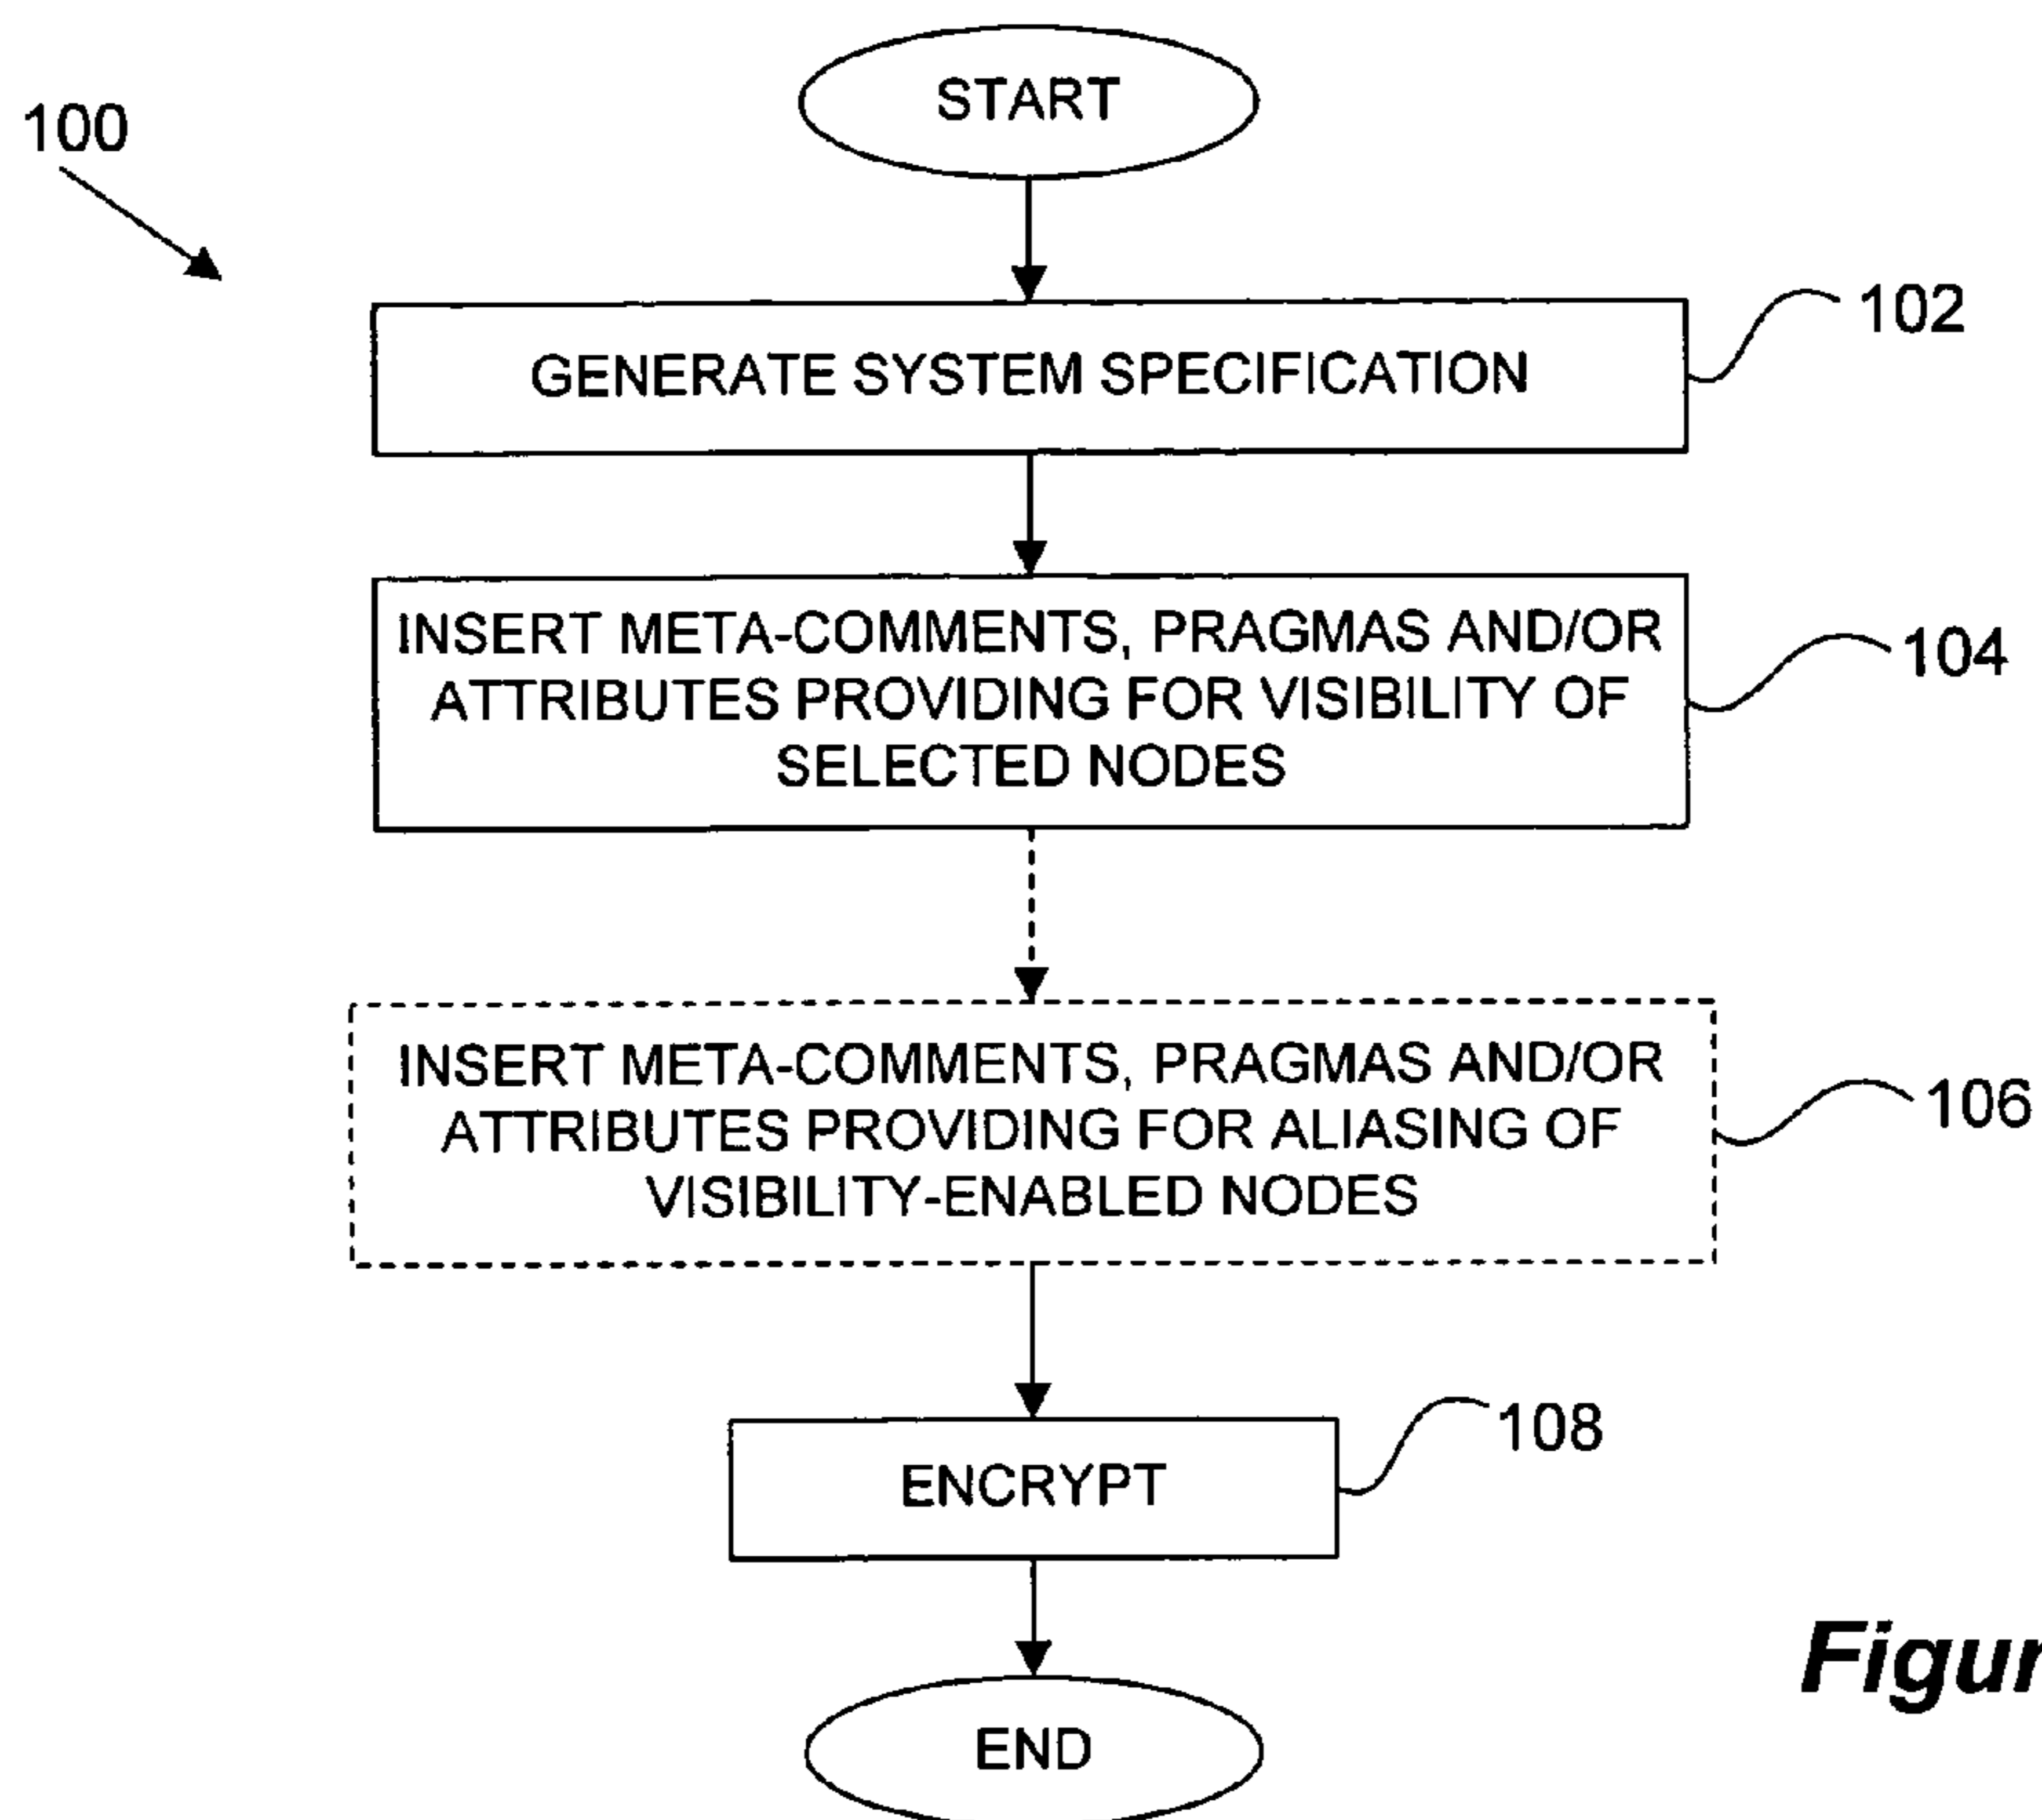 START
100
102
GENERATE SYSTEM SPECIFICATION
INSERT META-COMMENTS, PRAGMAS AND/OR
ATTRIBUTES PROVIDING FOR VISIBILITY OF
SELECTED NODES
104
INSERT META-COMMENTS, PRAGMAS AND/OR
ATTRIBUTES PROVIDING FOR ALIASING OF
VISIBILITY-ENABLED NODES
106
108
ENCRYPT
END